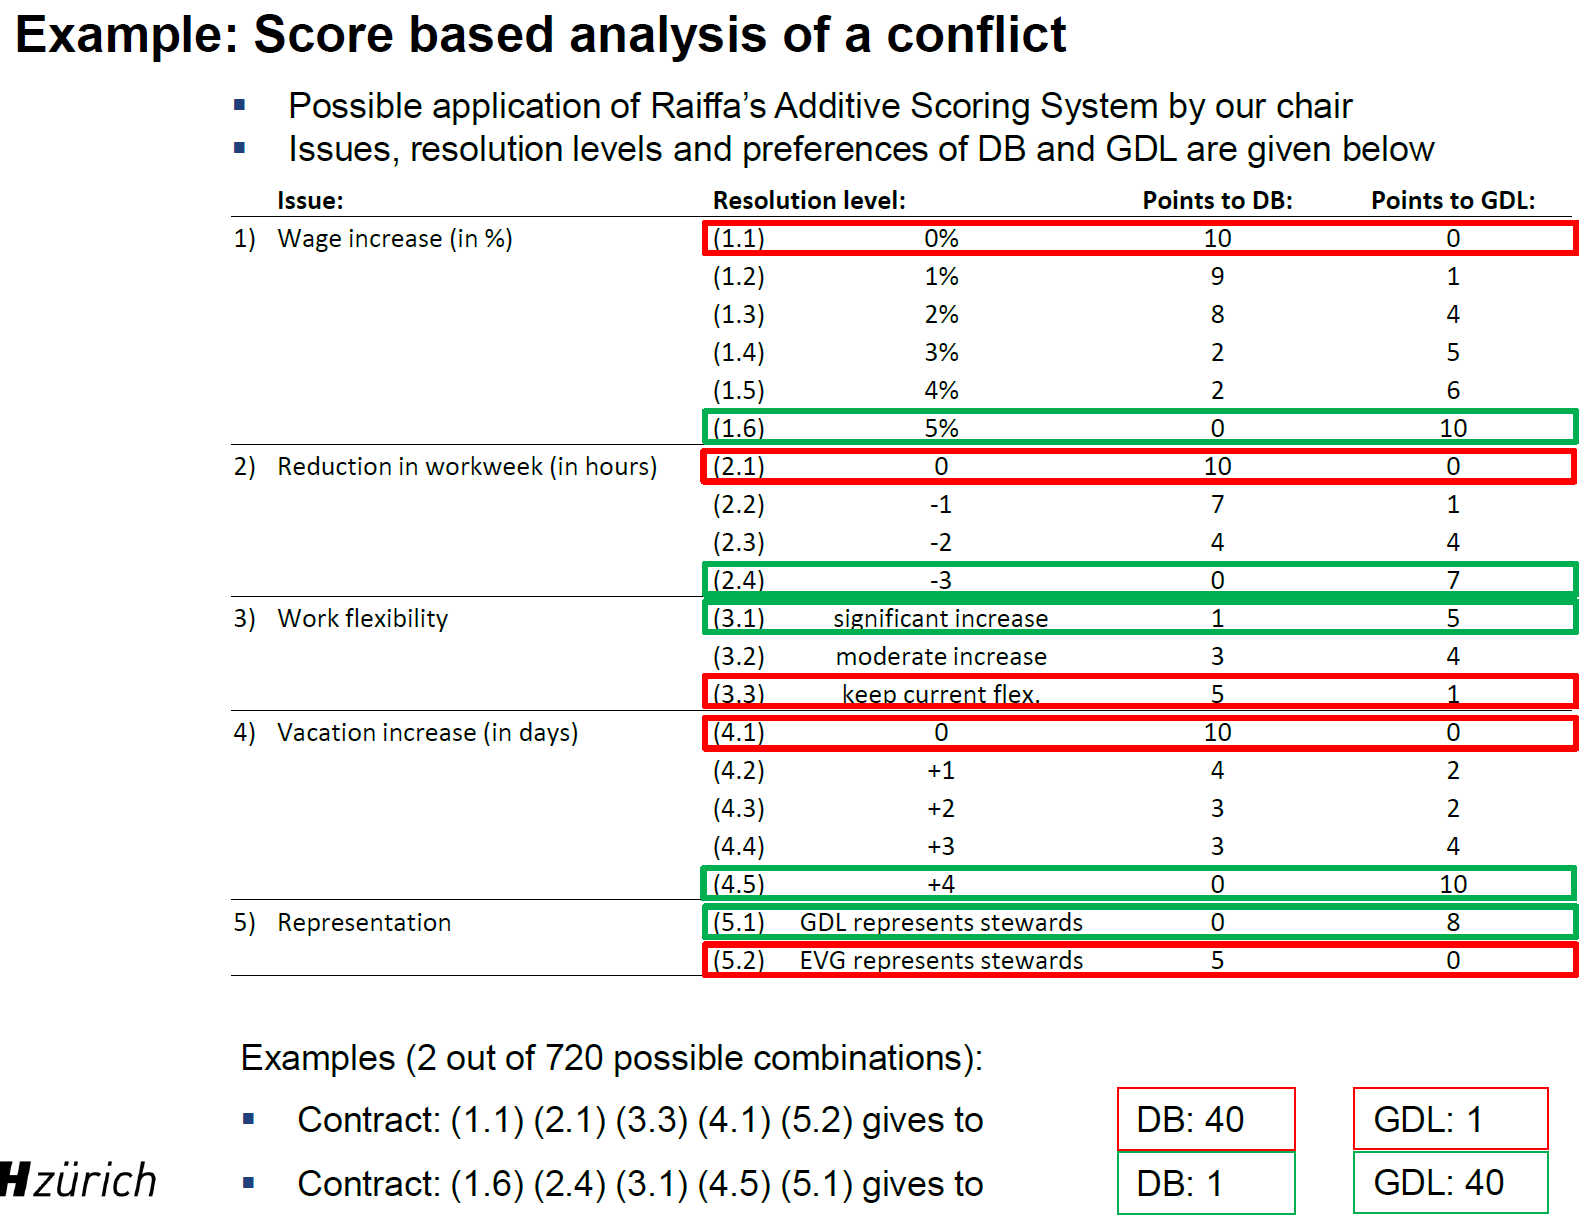 Example: Score based analysis of a conflict
Possible application of Raiffa's Additive Scoring System by our chair
Issues, resolution levels and preferences of DB and GDL are given below
Issue: Resolution level: Points to DB: Points to GDL:
1) Wage increase (in %) (1.1) 0% 10 0
(1.2) 1% 9 1
(1.3) 2% 8 4
(1.4) 3% 2 5
(1.5) 4% 2 6
(1.6) 5% 0 10
2) Reduction in workweek (in hours) (2.1) 0 10 0
(2.2) -1 7 1
(2.3) -2 4 4
(2.4) -3 0 7
3) Work flexibility (3.1) significant increase 1 5
(3.2) moderate increase 3 4
(3.3) keep current flex. 5 1
4) Vacation increase (in days) (4.1) 0 10 0
(4.2) +1 4 2
(4.3) +2 3 2
(4.4) +3 3 4
(4.5) +4 0 10
5) Representation (5.1) GDL represents stewards 0 8
(5.2) EVG represents stewards 5 0
Examples (2 out of 720 possible combinations):
Contract: (1.1) (2.1) (3.3) (4.1) (5.2) gives to DB: 40 GDL: 1
Contract: (1.6) (2.4) (3.1) (4.5) (5.1) gives to DB: 1 GDL: 40
H zürich